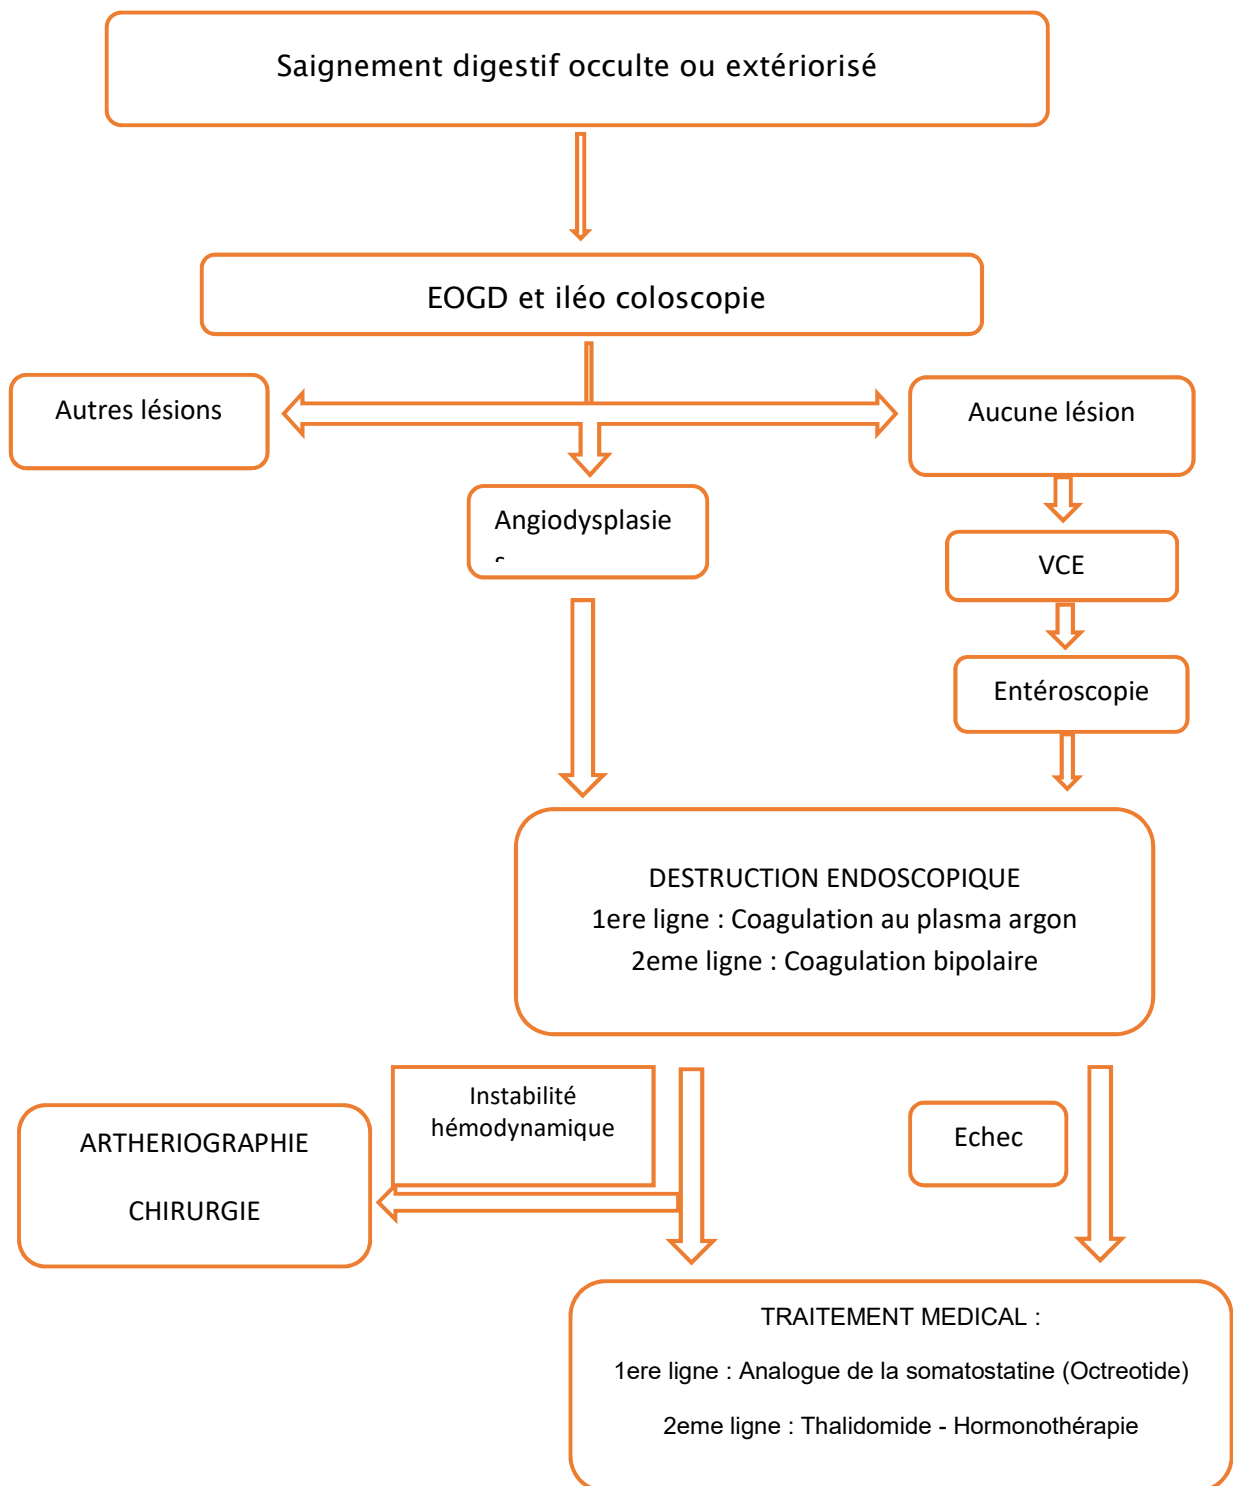 Saignement digestif occulte ou extériorisé
EOGD et iléo coloscopie
Autres lésions
Aucune lésion
Angiodysplasie
VCE
Entéroscopie
DESTRUCTION ENDOSCOPIQUE
1ere ligne : Coagulation au plasma argon
2eme ligne : Coagulation bipolaire
Instabilité
hémodynamique
Echec
ARTHERIOGRAPHIE
CHIRURGIE
TRAITEMENT MEDICAL :
1ere ligne : Analogue de la somatostatine (Octreotide)
2eme ligne : Thalidomide - Hormonothérapie